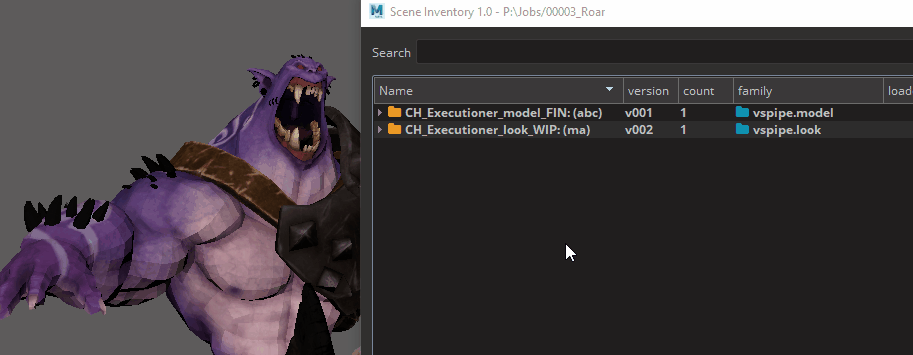 Scene Inventory 1.0 - P:\Jobs/00003_Roar
Search
Name version count family load
CH_Executioner_model_FIN: (abc) v001 1 vspipe.model
CH_Executioner_look_WIP: (ma) v002 1 vspipe.look